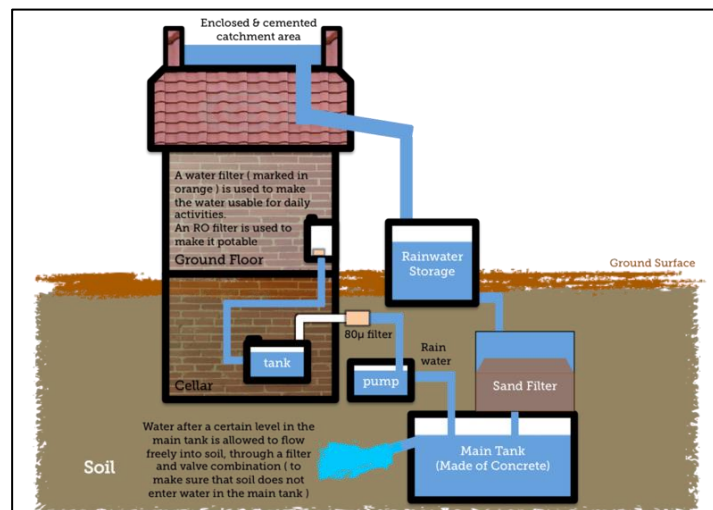 Enclosed & cemented
catchment area
A water filter ( marked in
orange ) is used to make
the water usable for daily
activities.
An RO filter is used to
make it potable
Ground Floor
Rainwater
Storage
Ground Surface
80µ filter
tank
Cellar
Rain
water
pump
Sand Filter
Water after a certain level in the
main tank is allowed to flow
freely into soil, through a filter
and valve combination ( to
make sure that soil does not
enter water in the main tank )
Main Tank
(Made of Concrete)
Soil